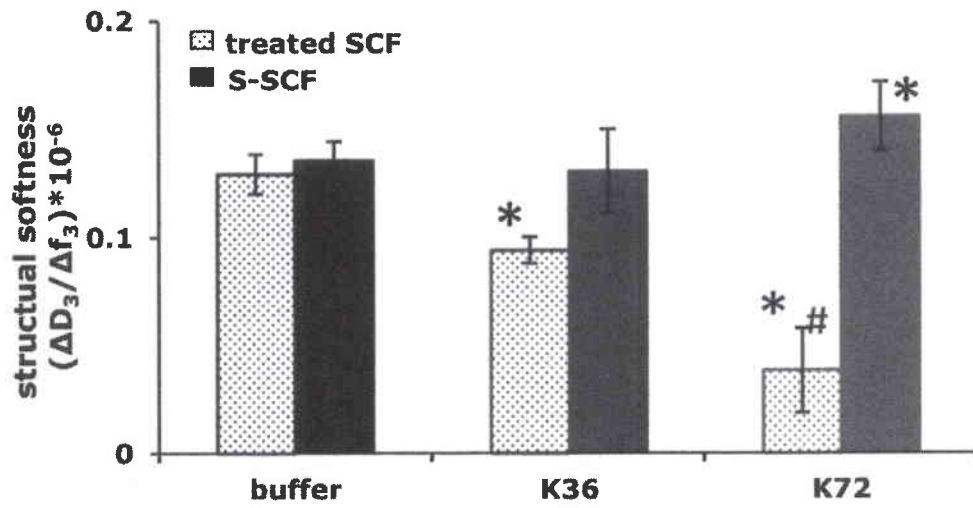 0.2
treated SCF
S-SCF
structual softness
(ΔD₃/Δf₃)*10⁻⁶
*
*
0.1
* #
0
buffer K36 K72